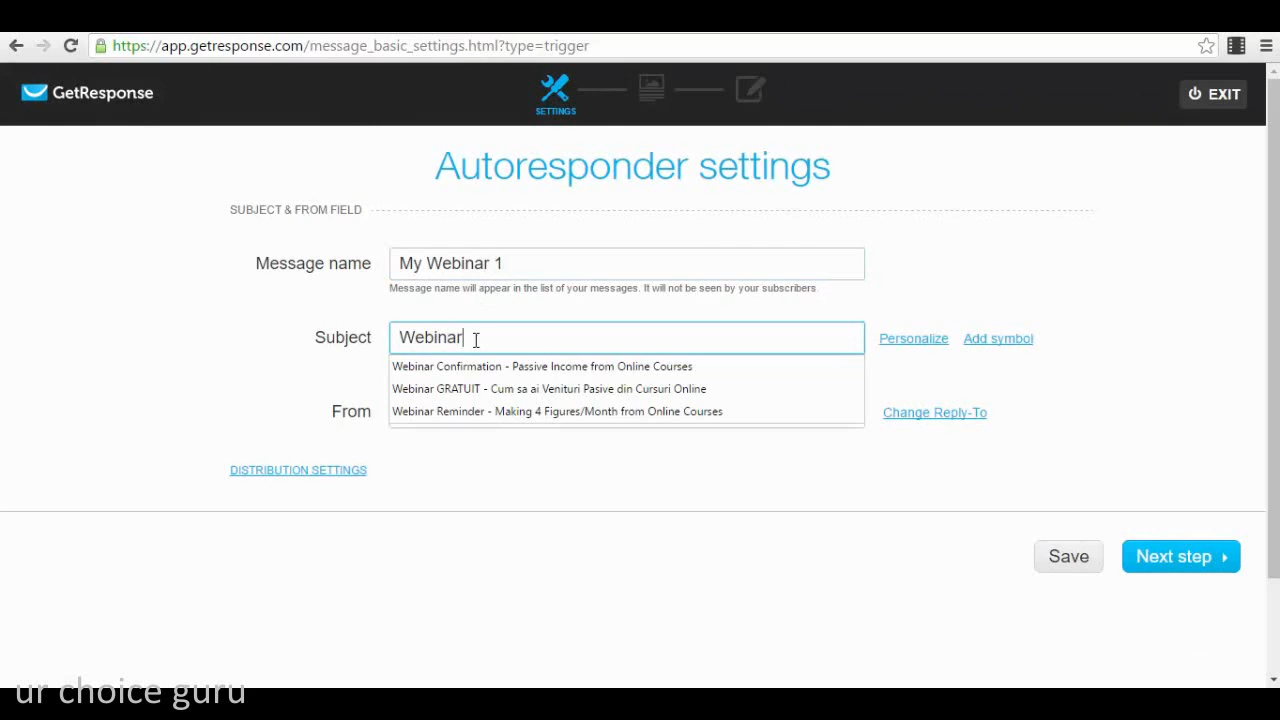 https://app.getresponse.com/message_basic_settings.html?type=trigger
GetResponse
SETTINGS
EXIT
Autoresponder settings
SUBJECT & FROM FIELD
Message name
My Webinar 1
Message name will appear in the list of your messages. It will not be seen by your subscribers.
Subject
Webinar
Personalize
Add symbol
Webinar Confirmation - Passive Income from Online Courses
Webinar GRATUIT - Cum sa ai Venituri Pasive din Cursuri Online
Webinar Reminder - Making 4 Figures/Month from Online Courses
From
Change Reply-To
DISTRIBUTION SETTINGS
Save
Next step
ur choice guru